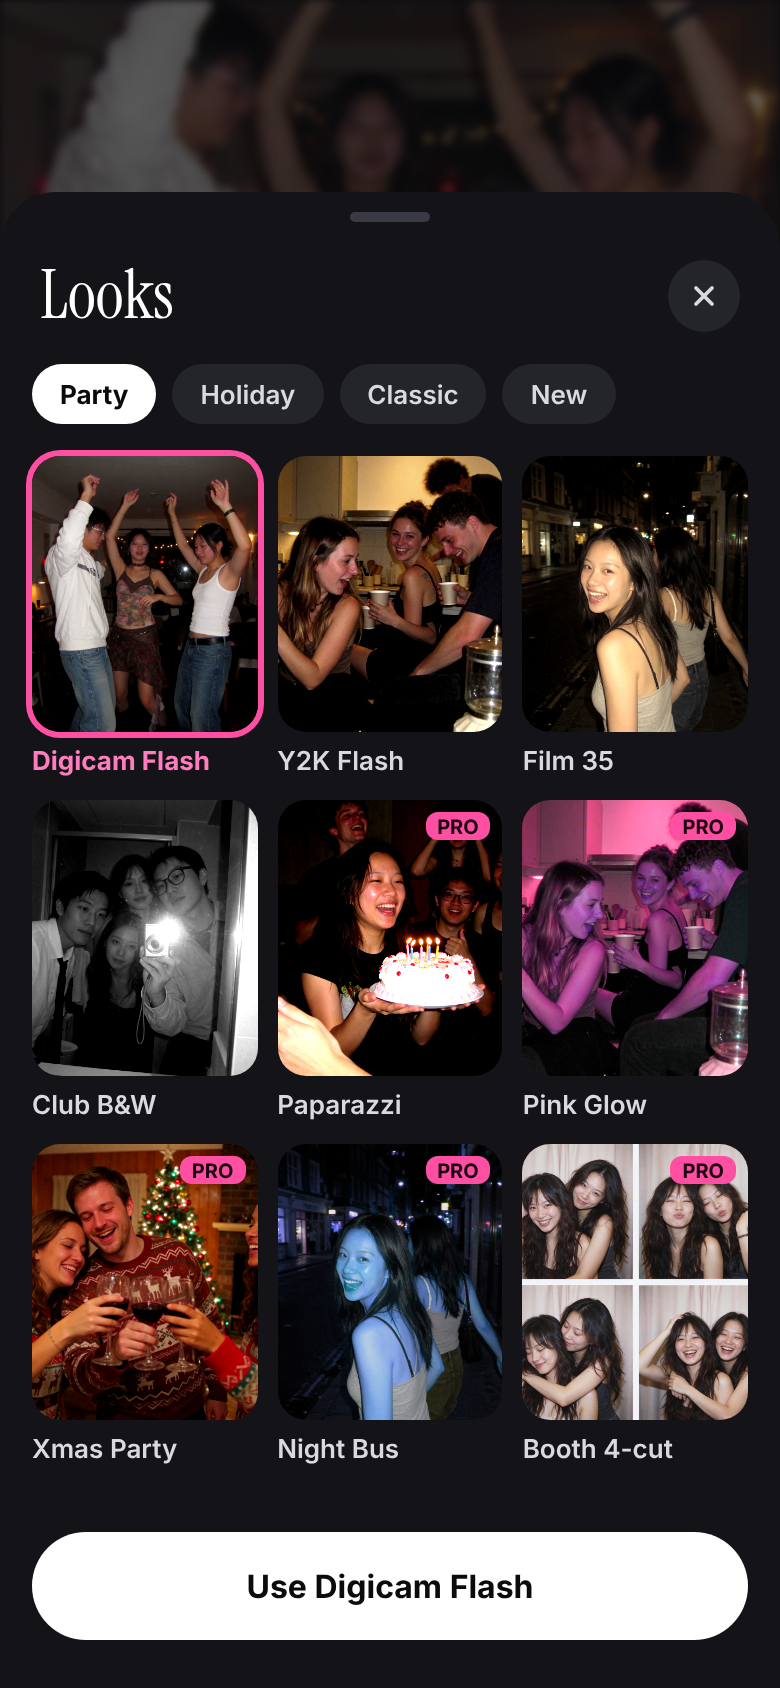 Looks
Party
Holiday
Classic
New
Digicam Flash
Y2K Flash
Film 35
PRO
PRO
Club B&W
Paparazzi
Pink Glow
PRO
PRO
PRO
Xmas Party
Night Bus
Booth 4-cut
Use Digicam Flash